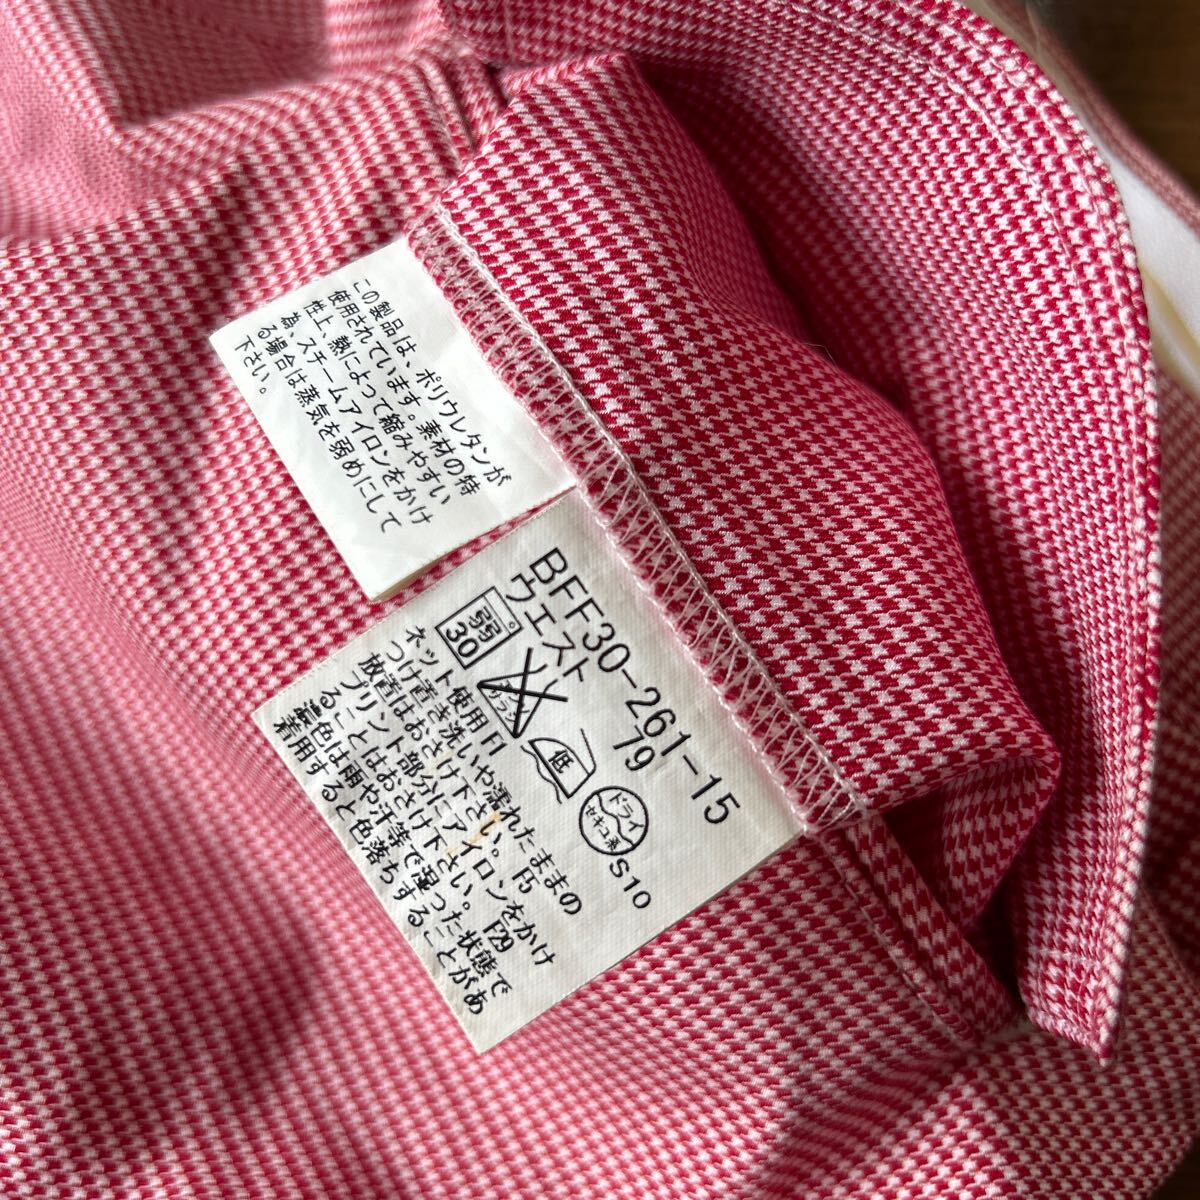 この製品は、ポリウレタンが
使用されています。素材の特
性上、熱によって縮みやすい
為、スチームアイロンをかけ
る場合は蒸気を弱めにして
下さい。
BFF30-261-15
ウエスト 79
弱 30
低
ドライ
セキユ系
S10
ネット使用 F1
つけ置き洗いや濡れたままの
放置はおさけ下さい。 F5
プリント部分にアイロンをかけ
ることはおさけ下さい。 F29
濃色は雨や汗等で湿った状態で
着用すると色落ちすることがあ